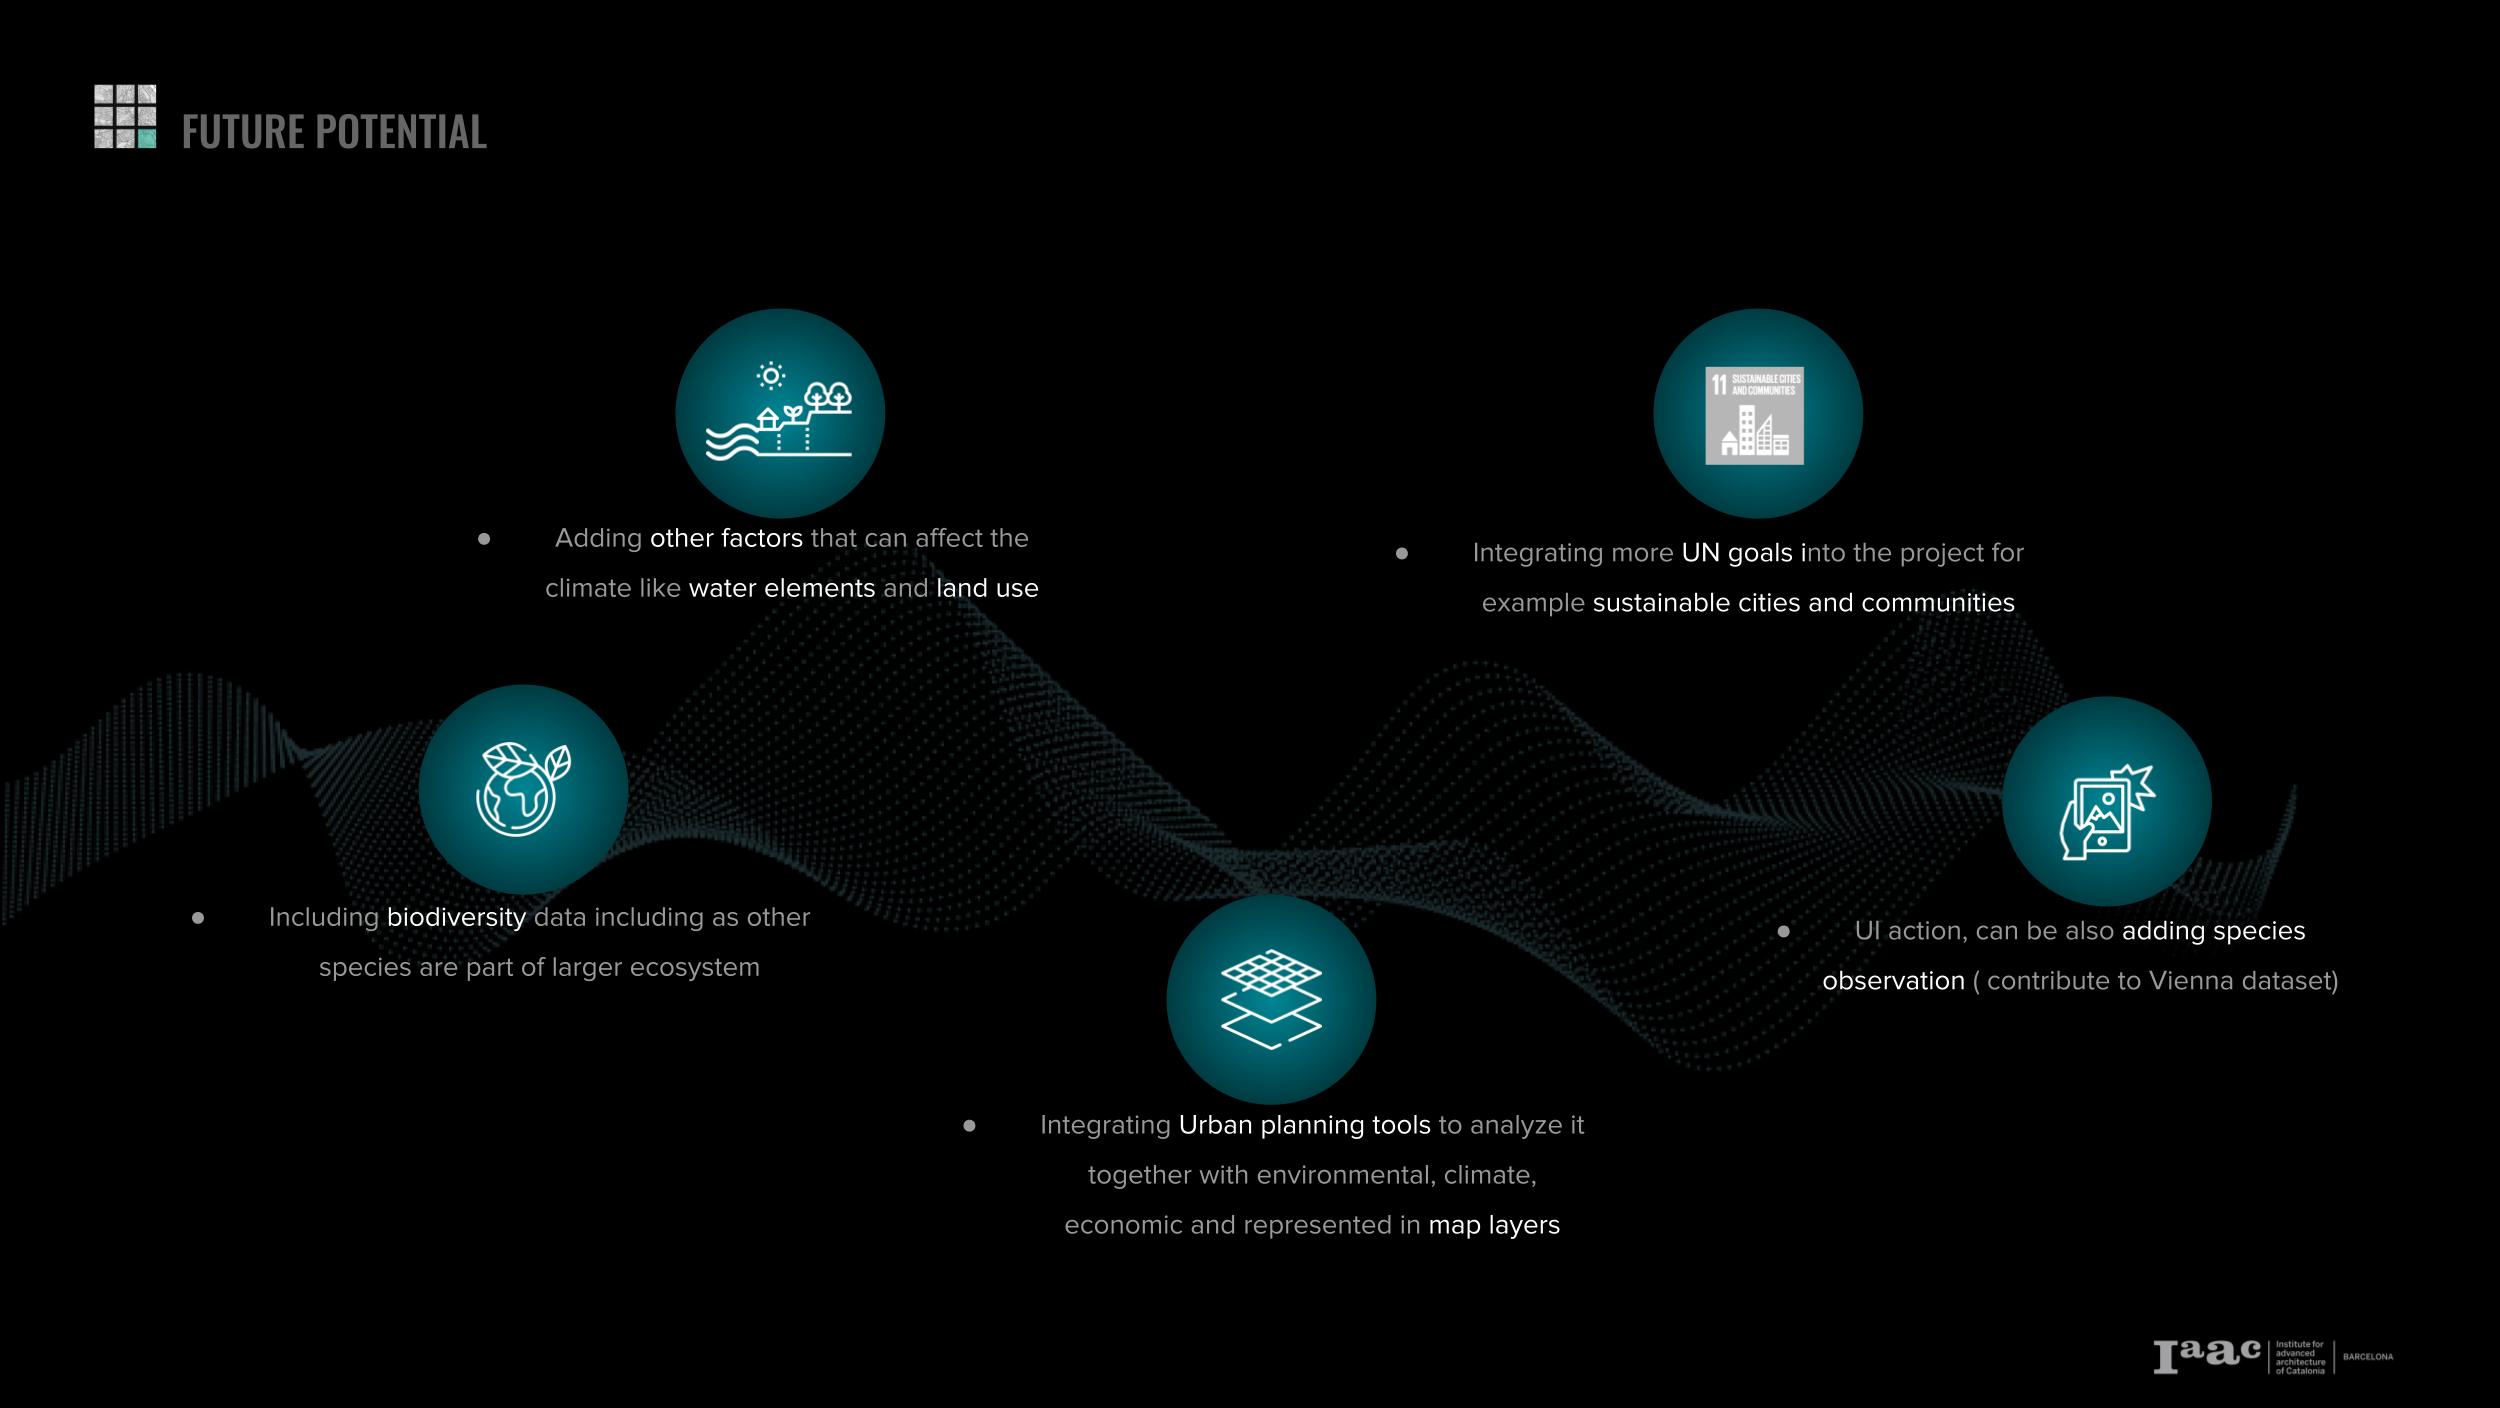 FUTURE POTENTIAL
11 SUSTAINABLE CITIES
AND COMMUNITIES
● Adding other factors that can affect the
climate like water elements and land use
● Integrating more UN goals into the project for
example sustainable cities and communities
● Including biodiversity data including as other
species are part of larger ecosystem
● UI action, can be also adding species
observation ( contribute to Vienna dataset)
● Integrating Urban planning tools to analyze it
together with environmental, climate,
economic and represented in map layers
Iaac
Institute for
advanced
architecture
of Catalonia
BARCELONA